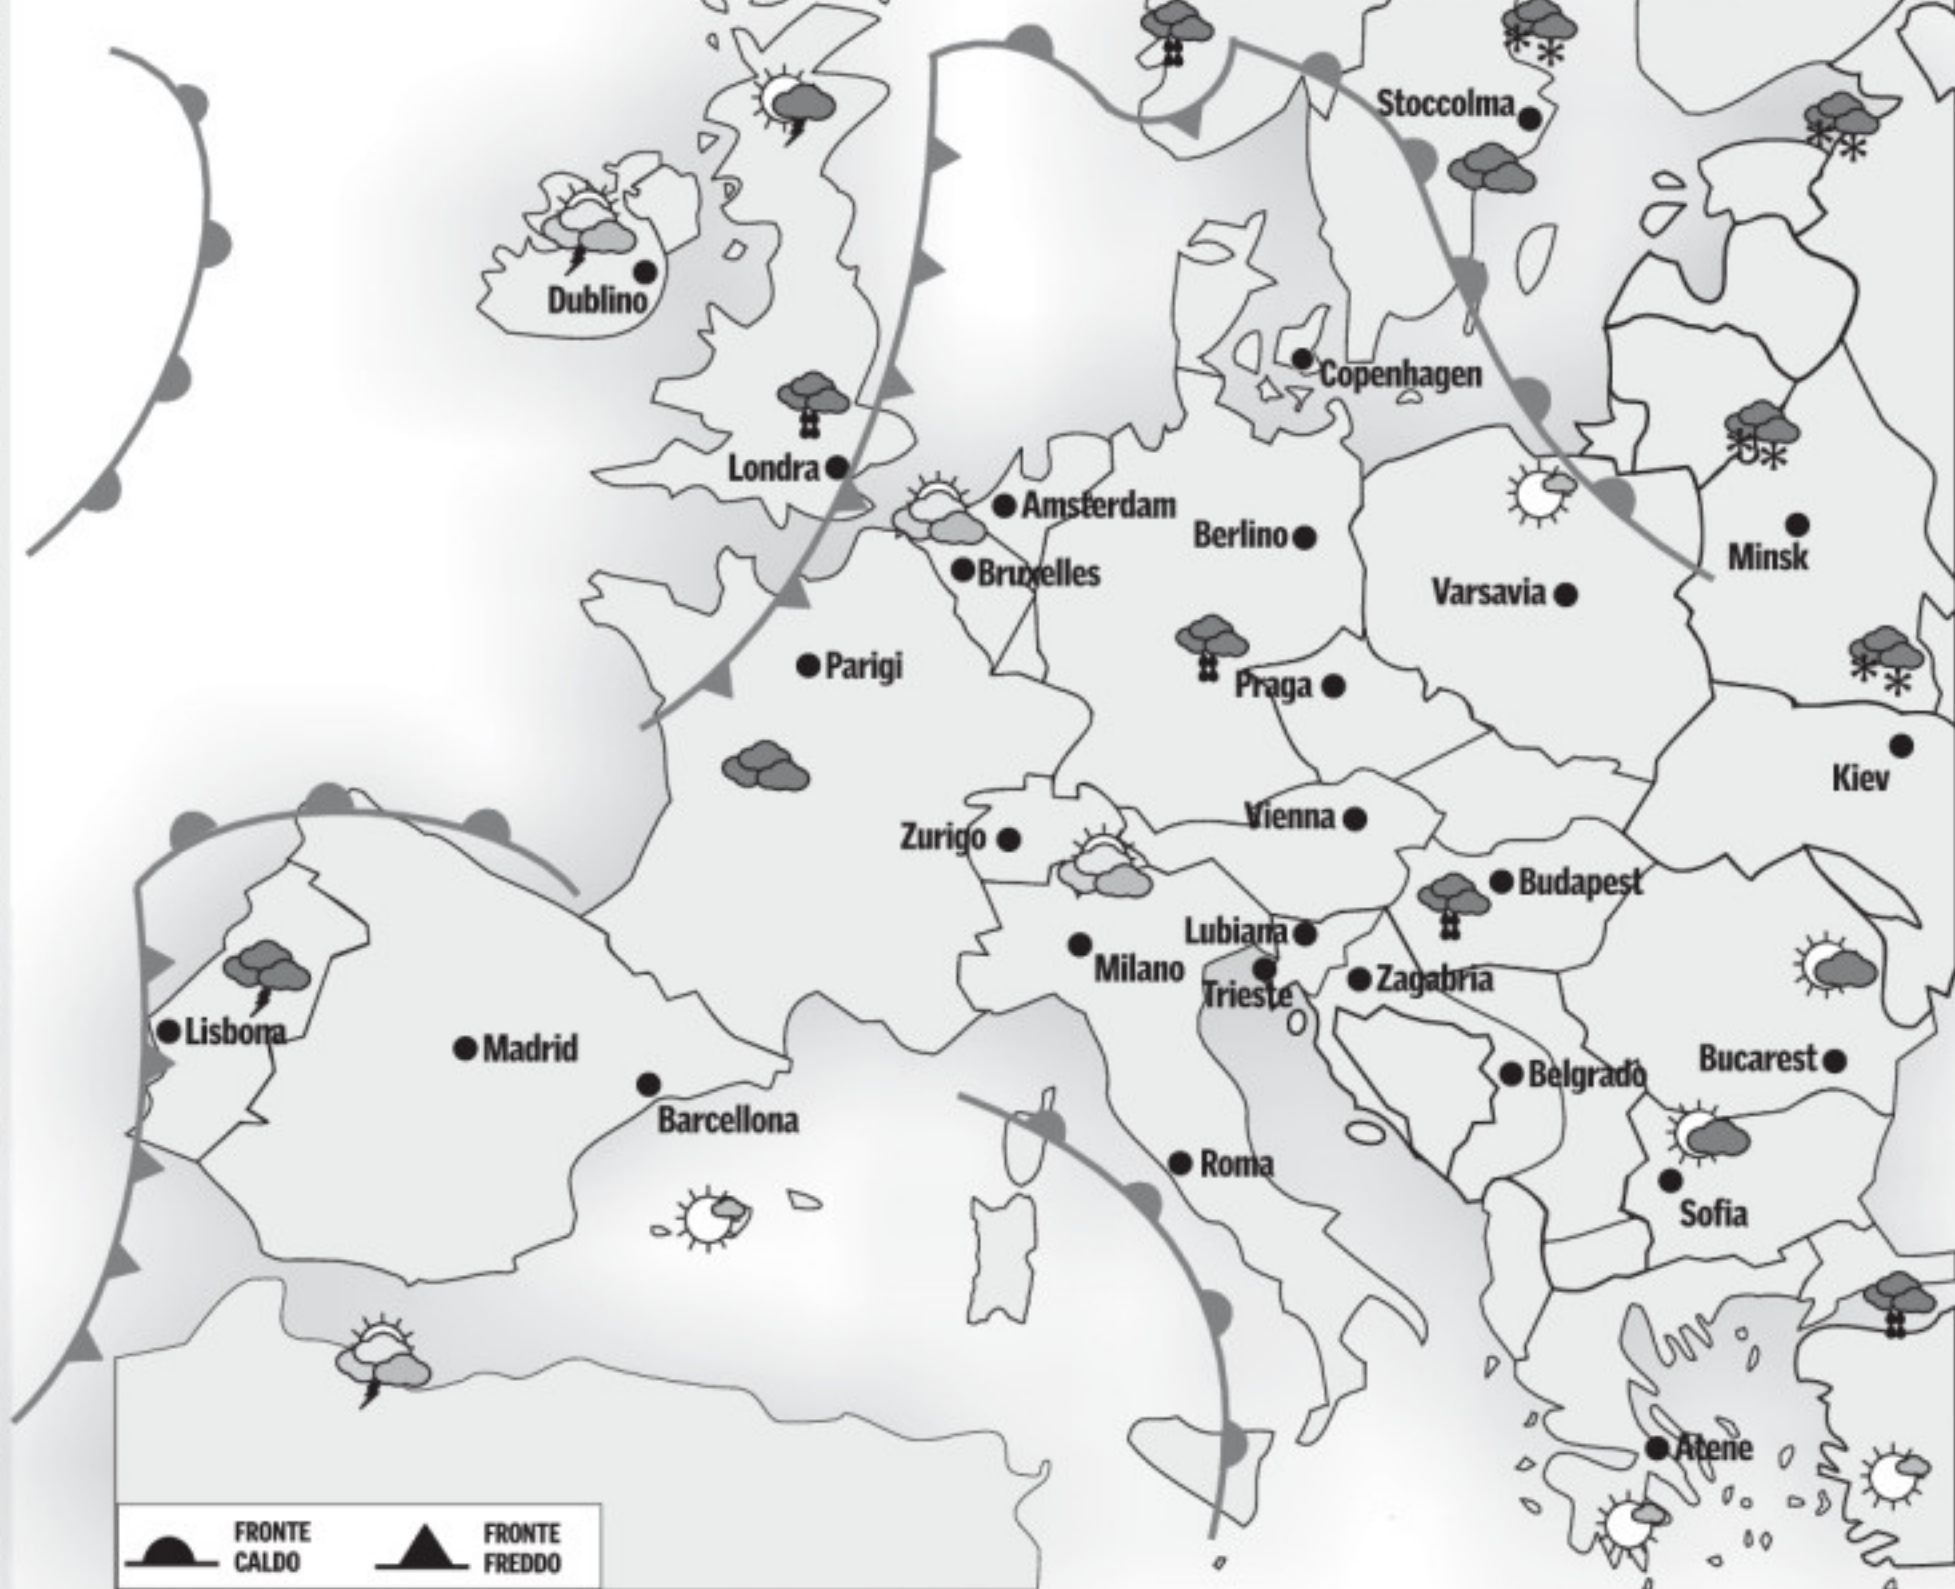 Stoccolma
Dublino
Copenhagen
Londra
Amsterdam
Berlino
Bruxelles
Minsk
Varsavia
Parigi
Praga
Kiev
Vienna
Zurigo
Budapest
Lubiana
Milano
Zagabria
Trieste
Lisbona
Madrid
Bucarest
Belgrado
Barcellona
Roma
Sofia
Atene
FRONTE
CALDO
FRONTE
FREDDO